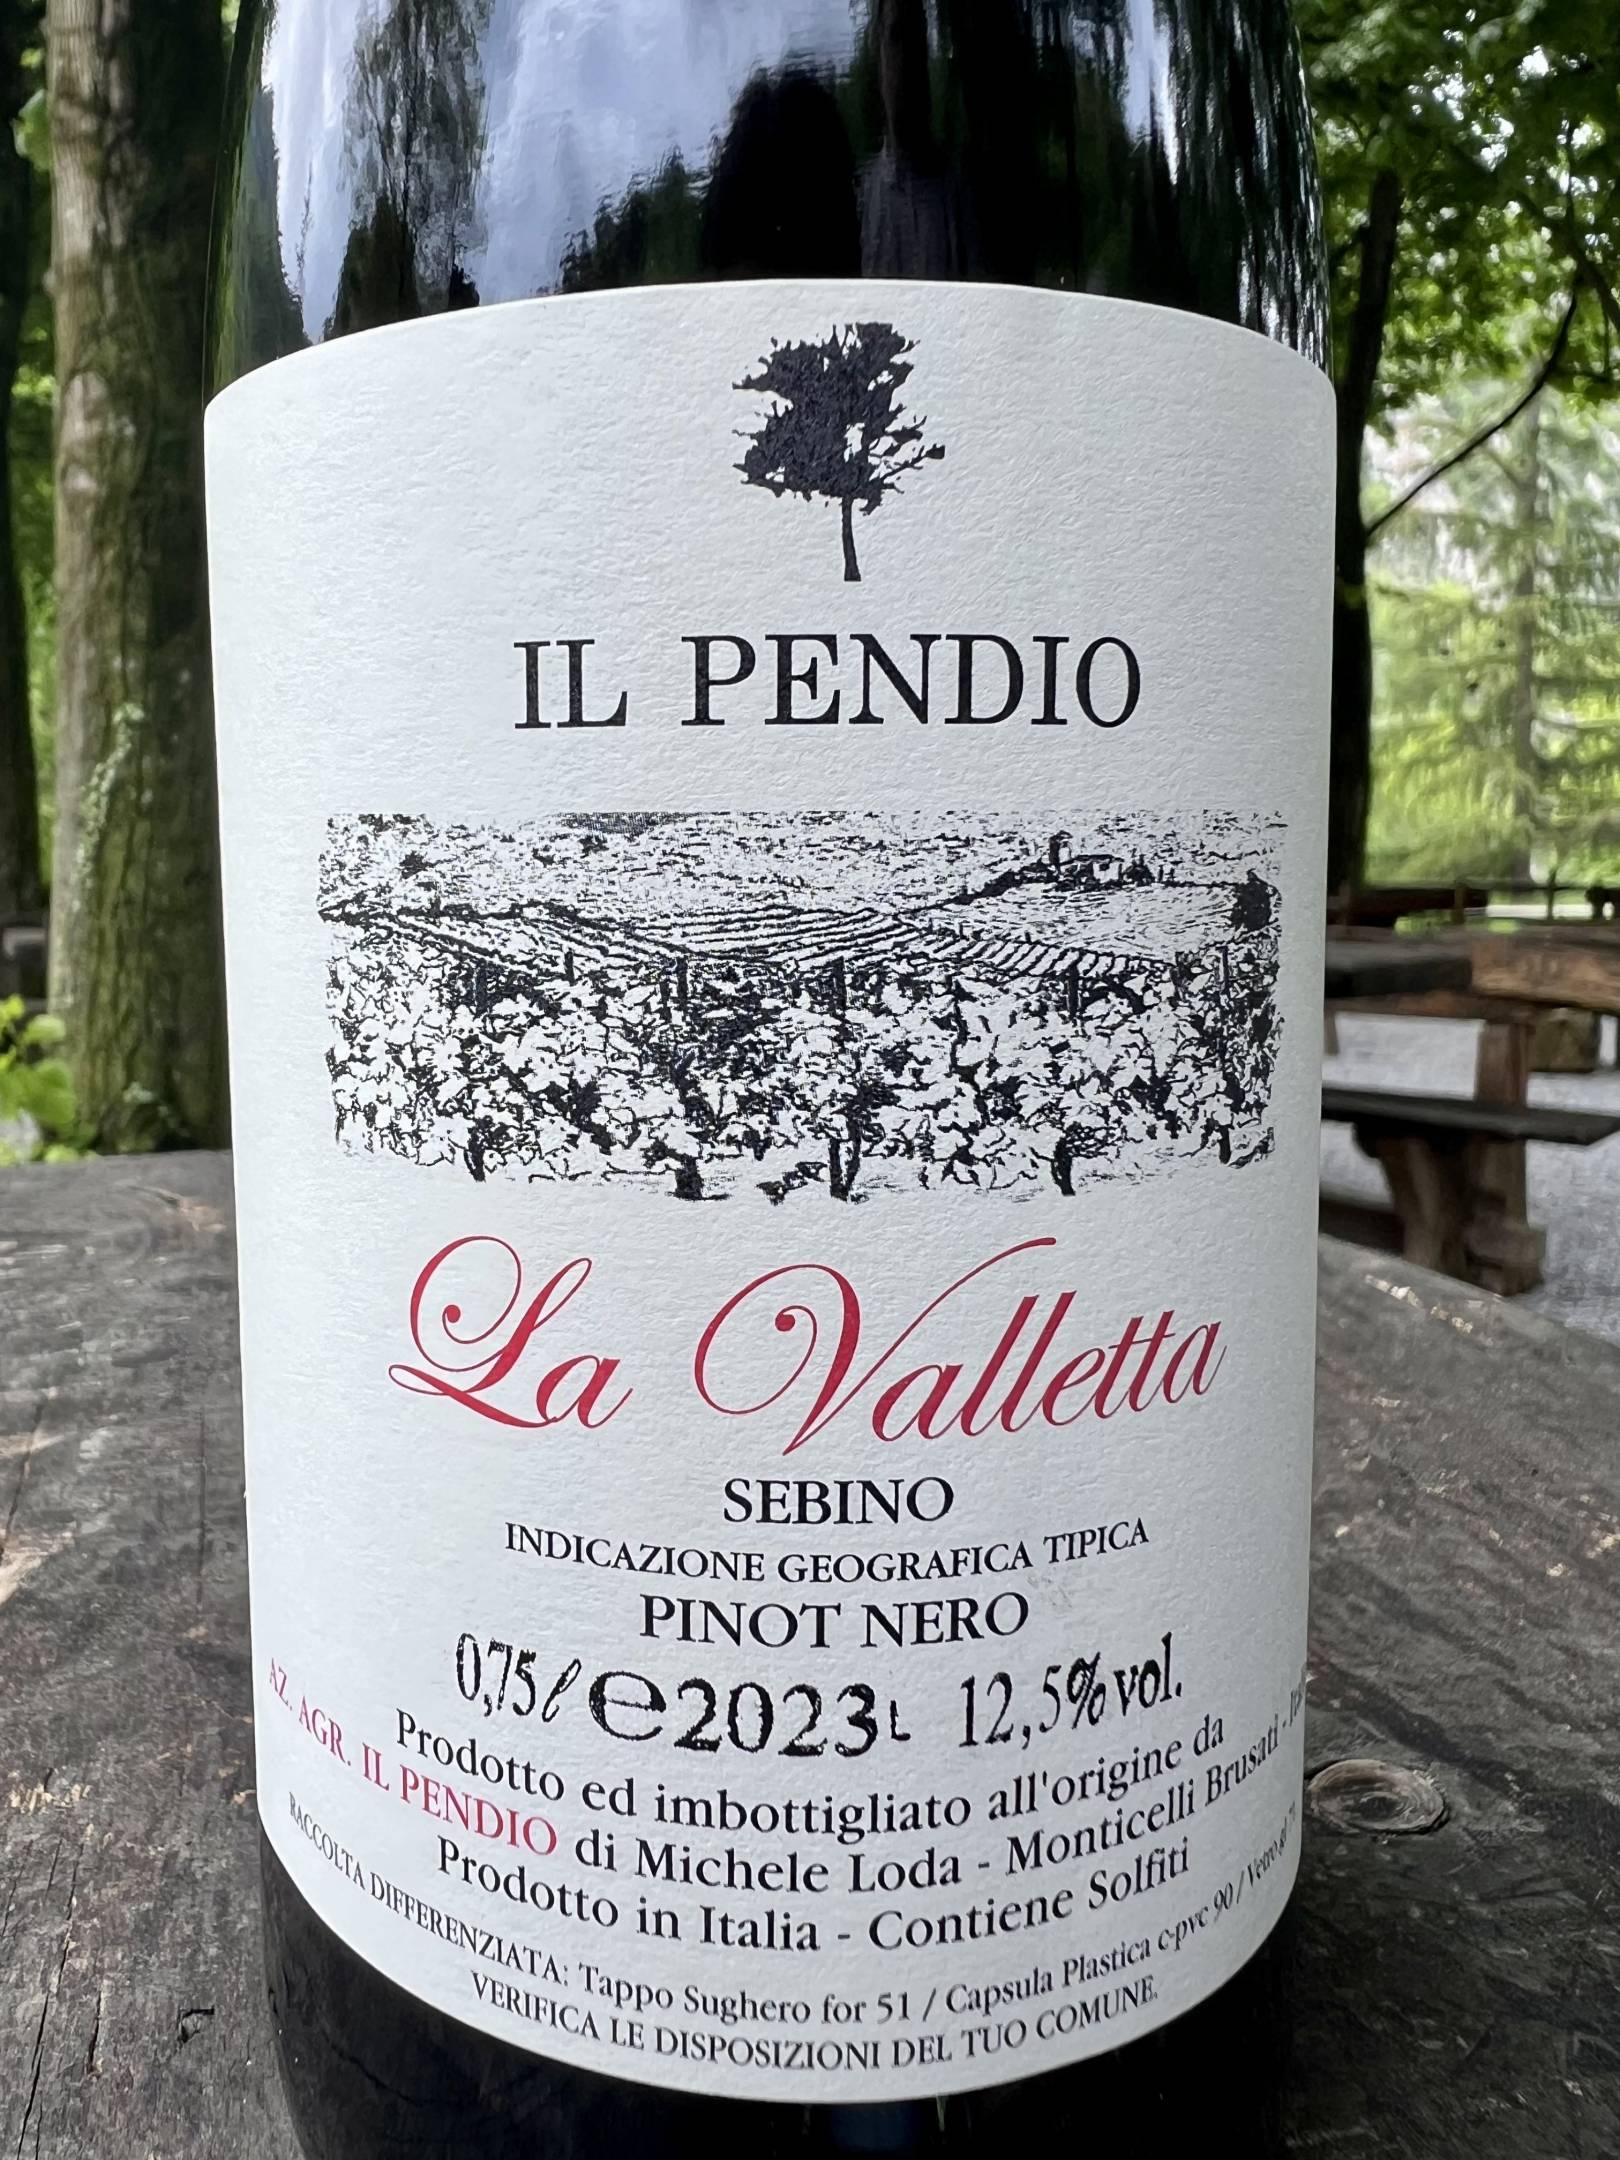 IL PENDIO
La Valletta
SEBINO
INDICAZIONE GEOGRAFICA TIPICA
PINOT NERO
0,75 ℓ ℮ 2023 L 12,5% vol.
Prodotto ed imbottigliato all'origine da
AZ. AGR. IL PENDIO di Michele Loda - Monticelli Brusati -
Prodotto in Italia - Contiene Solfiti
RACCOLTA DIFFERENZIATA: Tappo Sughero for 51 / Capsula Plastica c-pvc 90 / Vetro gl
VERIFICA LE DISPOSIZIONI DEL TUO COMUNE.